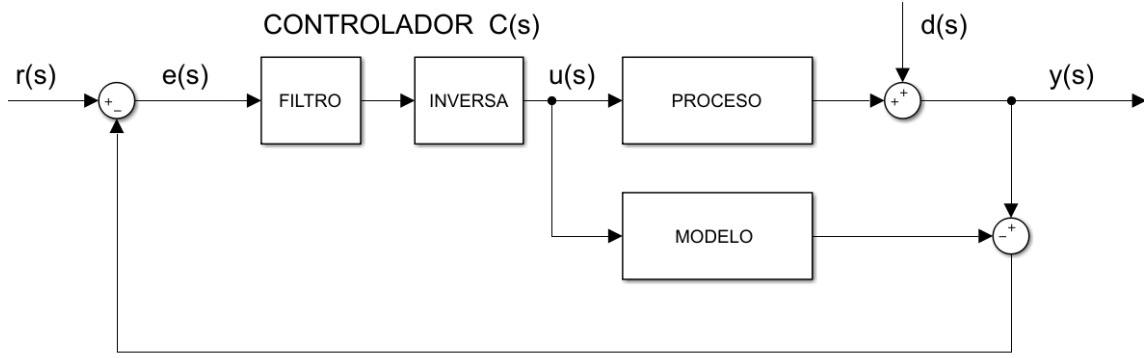 CONTROLADOR C(s)
d(s)
r(s)
e(s)
u(s)
y(s)
FILTRO
INVERSA
PROCESO
+
−
+
+
MODELO
−
+